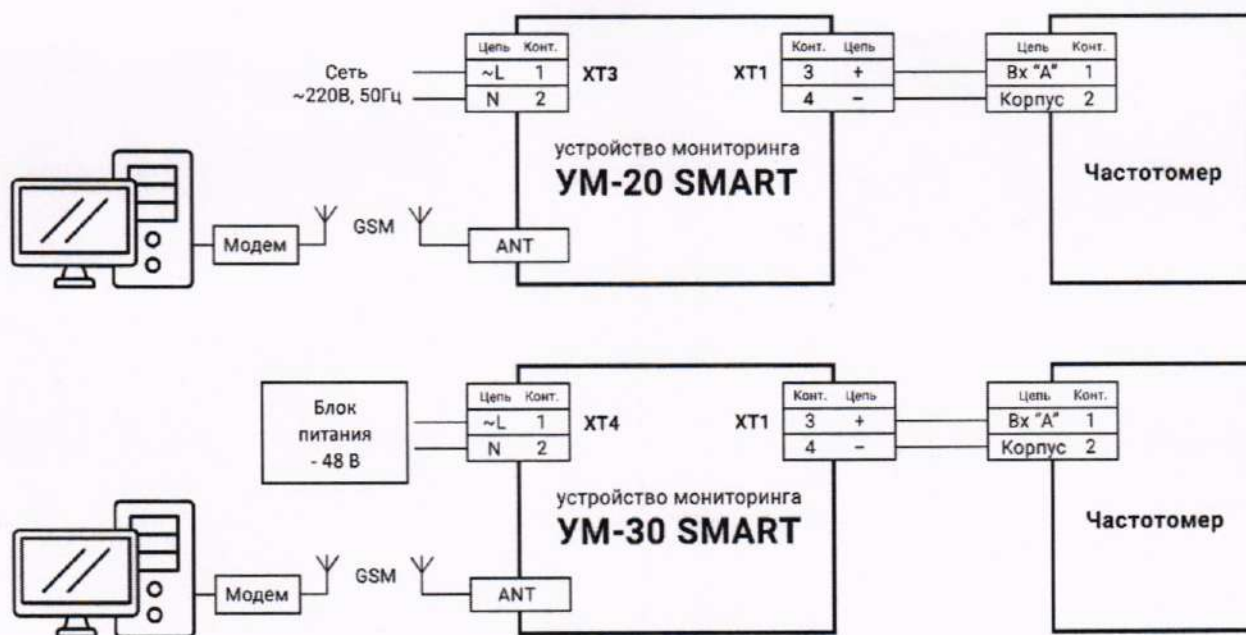 Сеть
~220В, 50Гц
Цепь Конт.
~L 1
N 2
XT3
XT1
Конт. Цепь
3 +
4 –
Цепь Конт.
Вх "А" 1
Корпус 2
устройство мониторинга
УМ-20 SMART
Частотомер
Модем
GSM
ANT
Блок
питания
- 48 В
Цепь Конт.
~L 1
N 2
XT4
XT1
Конт. Цепь
3 +
4 –
Цепь Конт.
Вх "А" 1
Корпус 2
устройство мониторинга
УМ-30 SMART
Частотомер
Модем
GSM
ANT